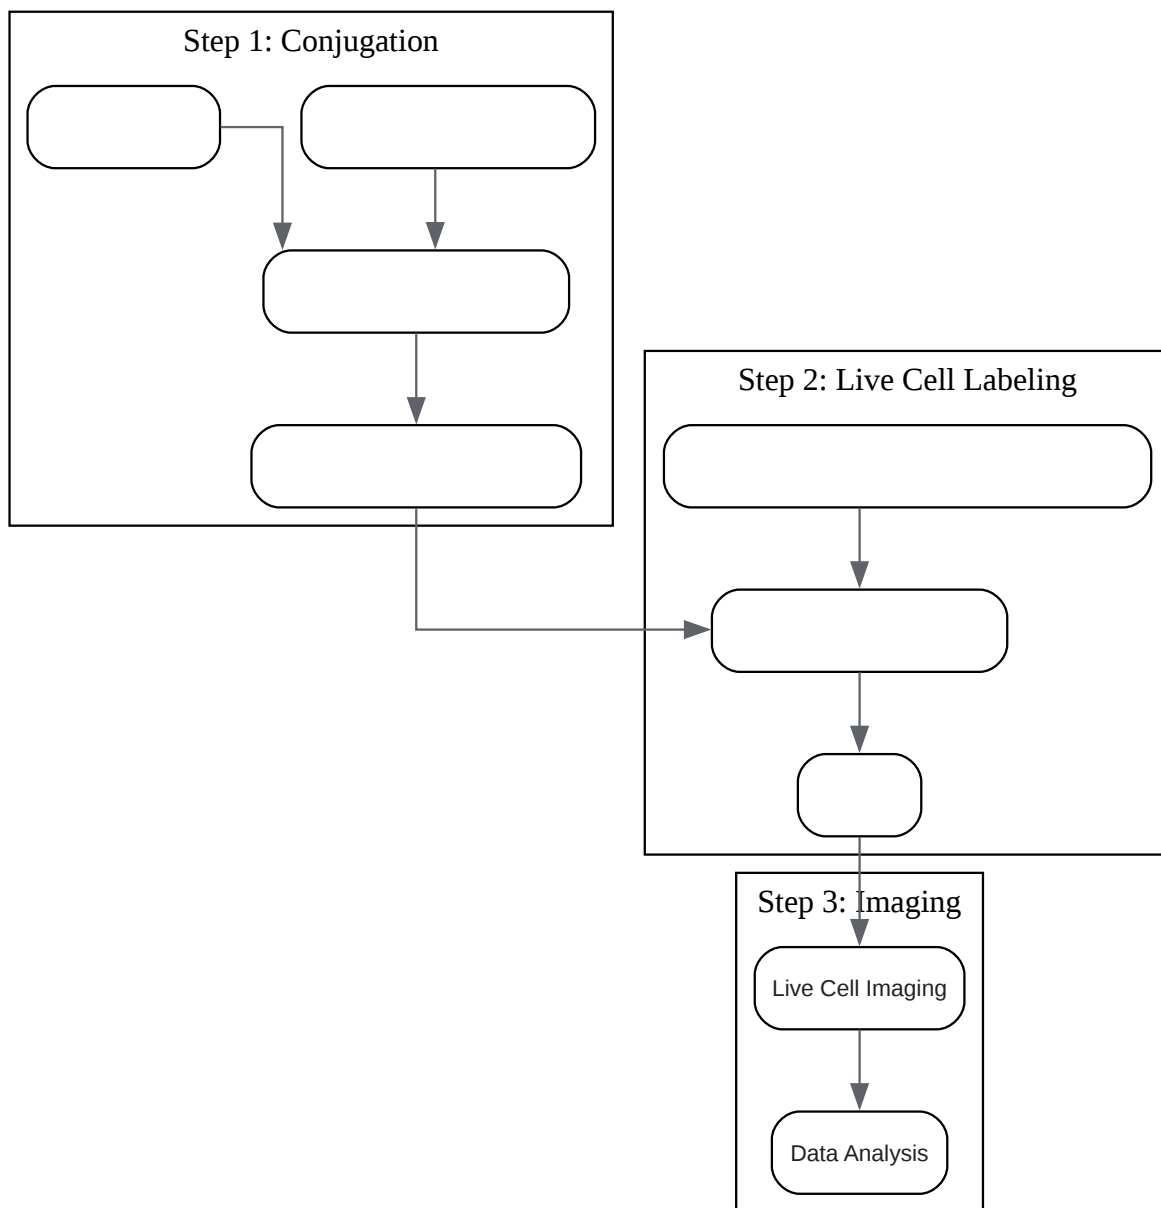 Step 1: Conjugation
Step 2: Live Cell Labeling
Step 3: Imaging
Live Cell Imaging
Data Analysis